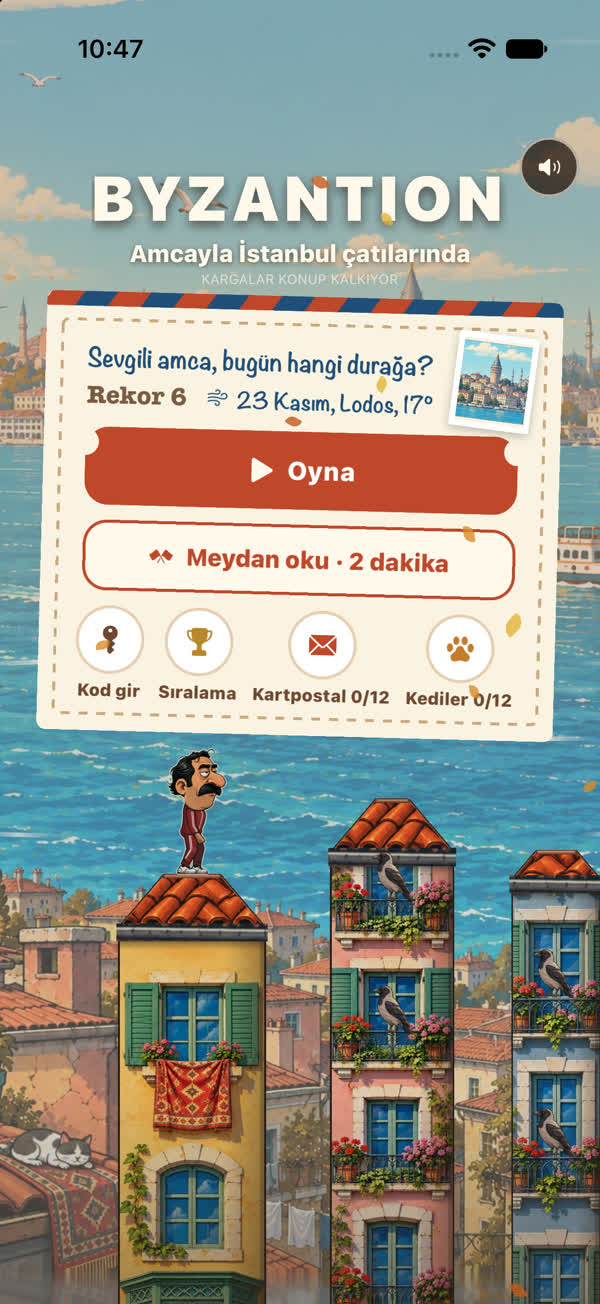 10:47
BYZANTION
Amcayla İstanbul çatılarında
KARGALAR KONUP KALKIYOR
Sevgili amca, bugün hangi durağa?
Rekor 6 23 Kasım, Lodos, 17°
Oyna
Meydan oku · 2 dakika
Kod gir Sıralama Kartpostal 0/12 Kediler 0/12